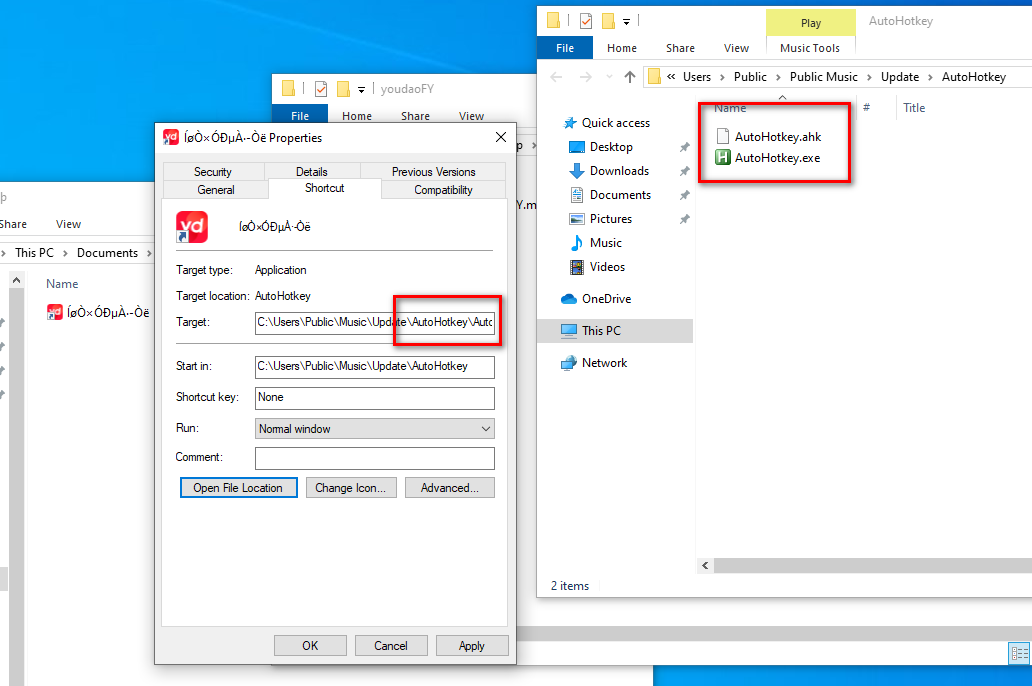 Play
AutoHotkey
File
Home
Share
View
Music Tools
« Users > Public > Public Music > Update > AutoHotkey
Name
#
Title
Quick access
Desktop
Downloads
Documents
Pictures
Music
Videos
OneDrive
This PC
Network
AutoHotkey.ahk
AutoHotkey.exe
2 items
youdaoFY
File
Home
Share
View
p >
Y.m
þ
Share
View
> This PC > Documents >
Name
ÍøÒ×ÓÐµÀ·-Òë
ÍøÒ×ÓÐµÀ·-Òë Properties
Security
Details
Previous Versions
General
Shortcut
Compatibility
yd
ÍøÒ×ÓÐµÀ·-Òë
Target type:
Application
Target location:
AutoHotkey
Target:
C:\Users\Public\Music\Update\AutoHotkey\Auto
Start in:
C:\Users\Public\Music\Update\AutoHotkey
Shortcut key:
None
Run:
Normal window
Comment:
Open File Location
Change Icon...
Advanced...
OK
Cancel
Apply